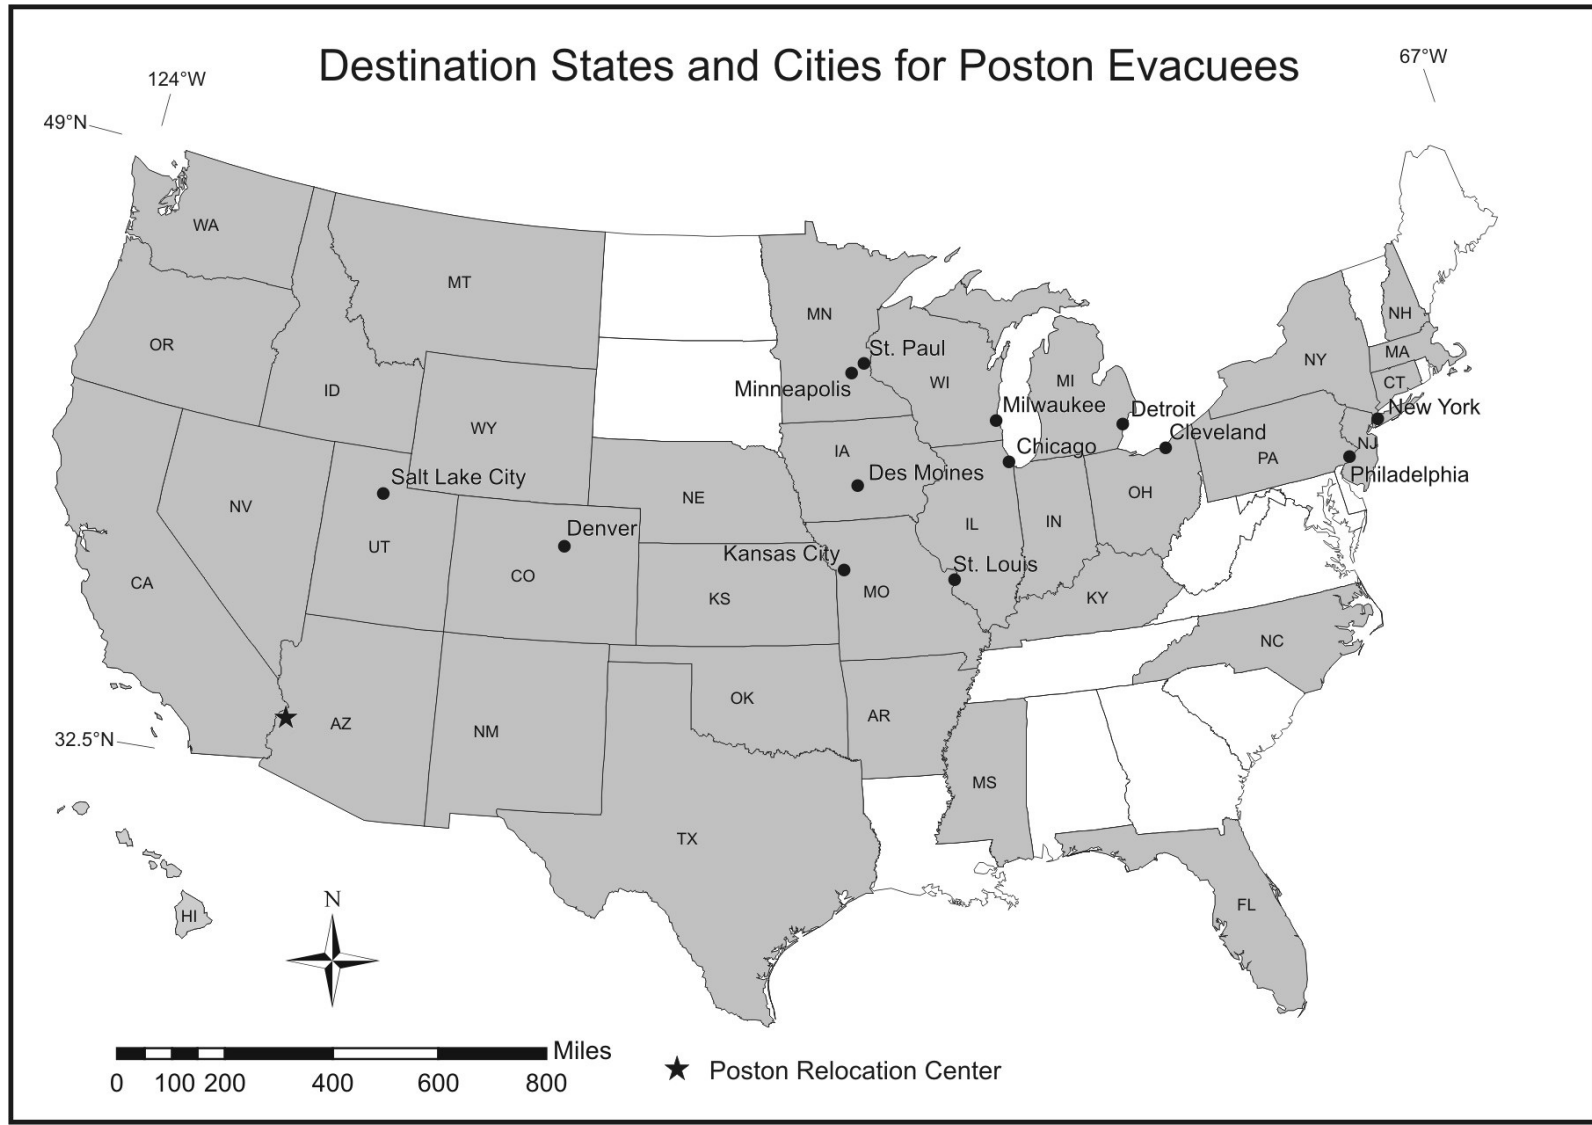 Destination States and Cities for Poston Evacuees
124°W
67°W
49°N
WA
MT
OR
ID
WY
MN
St. Paul
Minneapolis
WI
MI
NH
NY
MA
CT
Milwaukee
Detroit
New York
Cleveland
Chicago
NJ
PA
Philadelphia
IA
Des Moines
Salt Lake City
NV
NE
OH
IL
IN
Denver
UT
Kansas City
St. Louis
CO
CA
KS
MO
KY
NC
32.5°N
AZ
NM
OK
AR
MS
TX
HI
FL
N
Miles
0 100 200 400 600 800
Poston Relocation Center